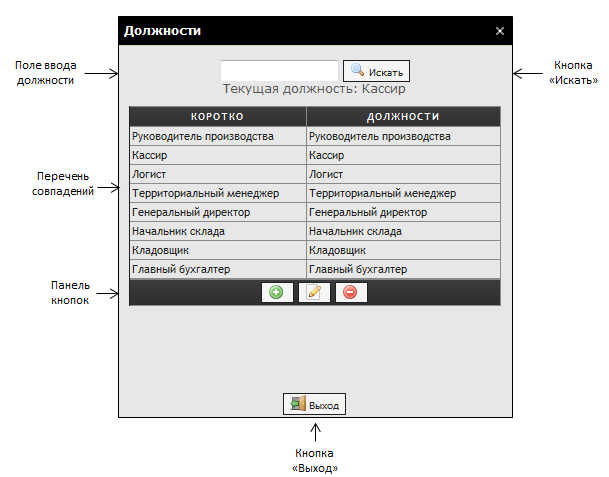 Должности
Поле ввода
должности
Искать
Кнопка
«Искать»
Текущая должность: Кассир
КОРОТКО ДОЛЖНОСТИ
Руководитель производства Руководитель производства
Кассир Кассир
Логист Логист
Перечень
совпадений
Территориальный менеджер Территориальный менеджер
Генеральный директор Генеральный директор
Начальник склада Начальник склада
Кладовщик Кладовщик
Главный бухгалтер Главный бухгалтер
Панель
кнопок
Выход
Кнопка
«Выход»